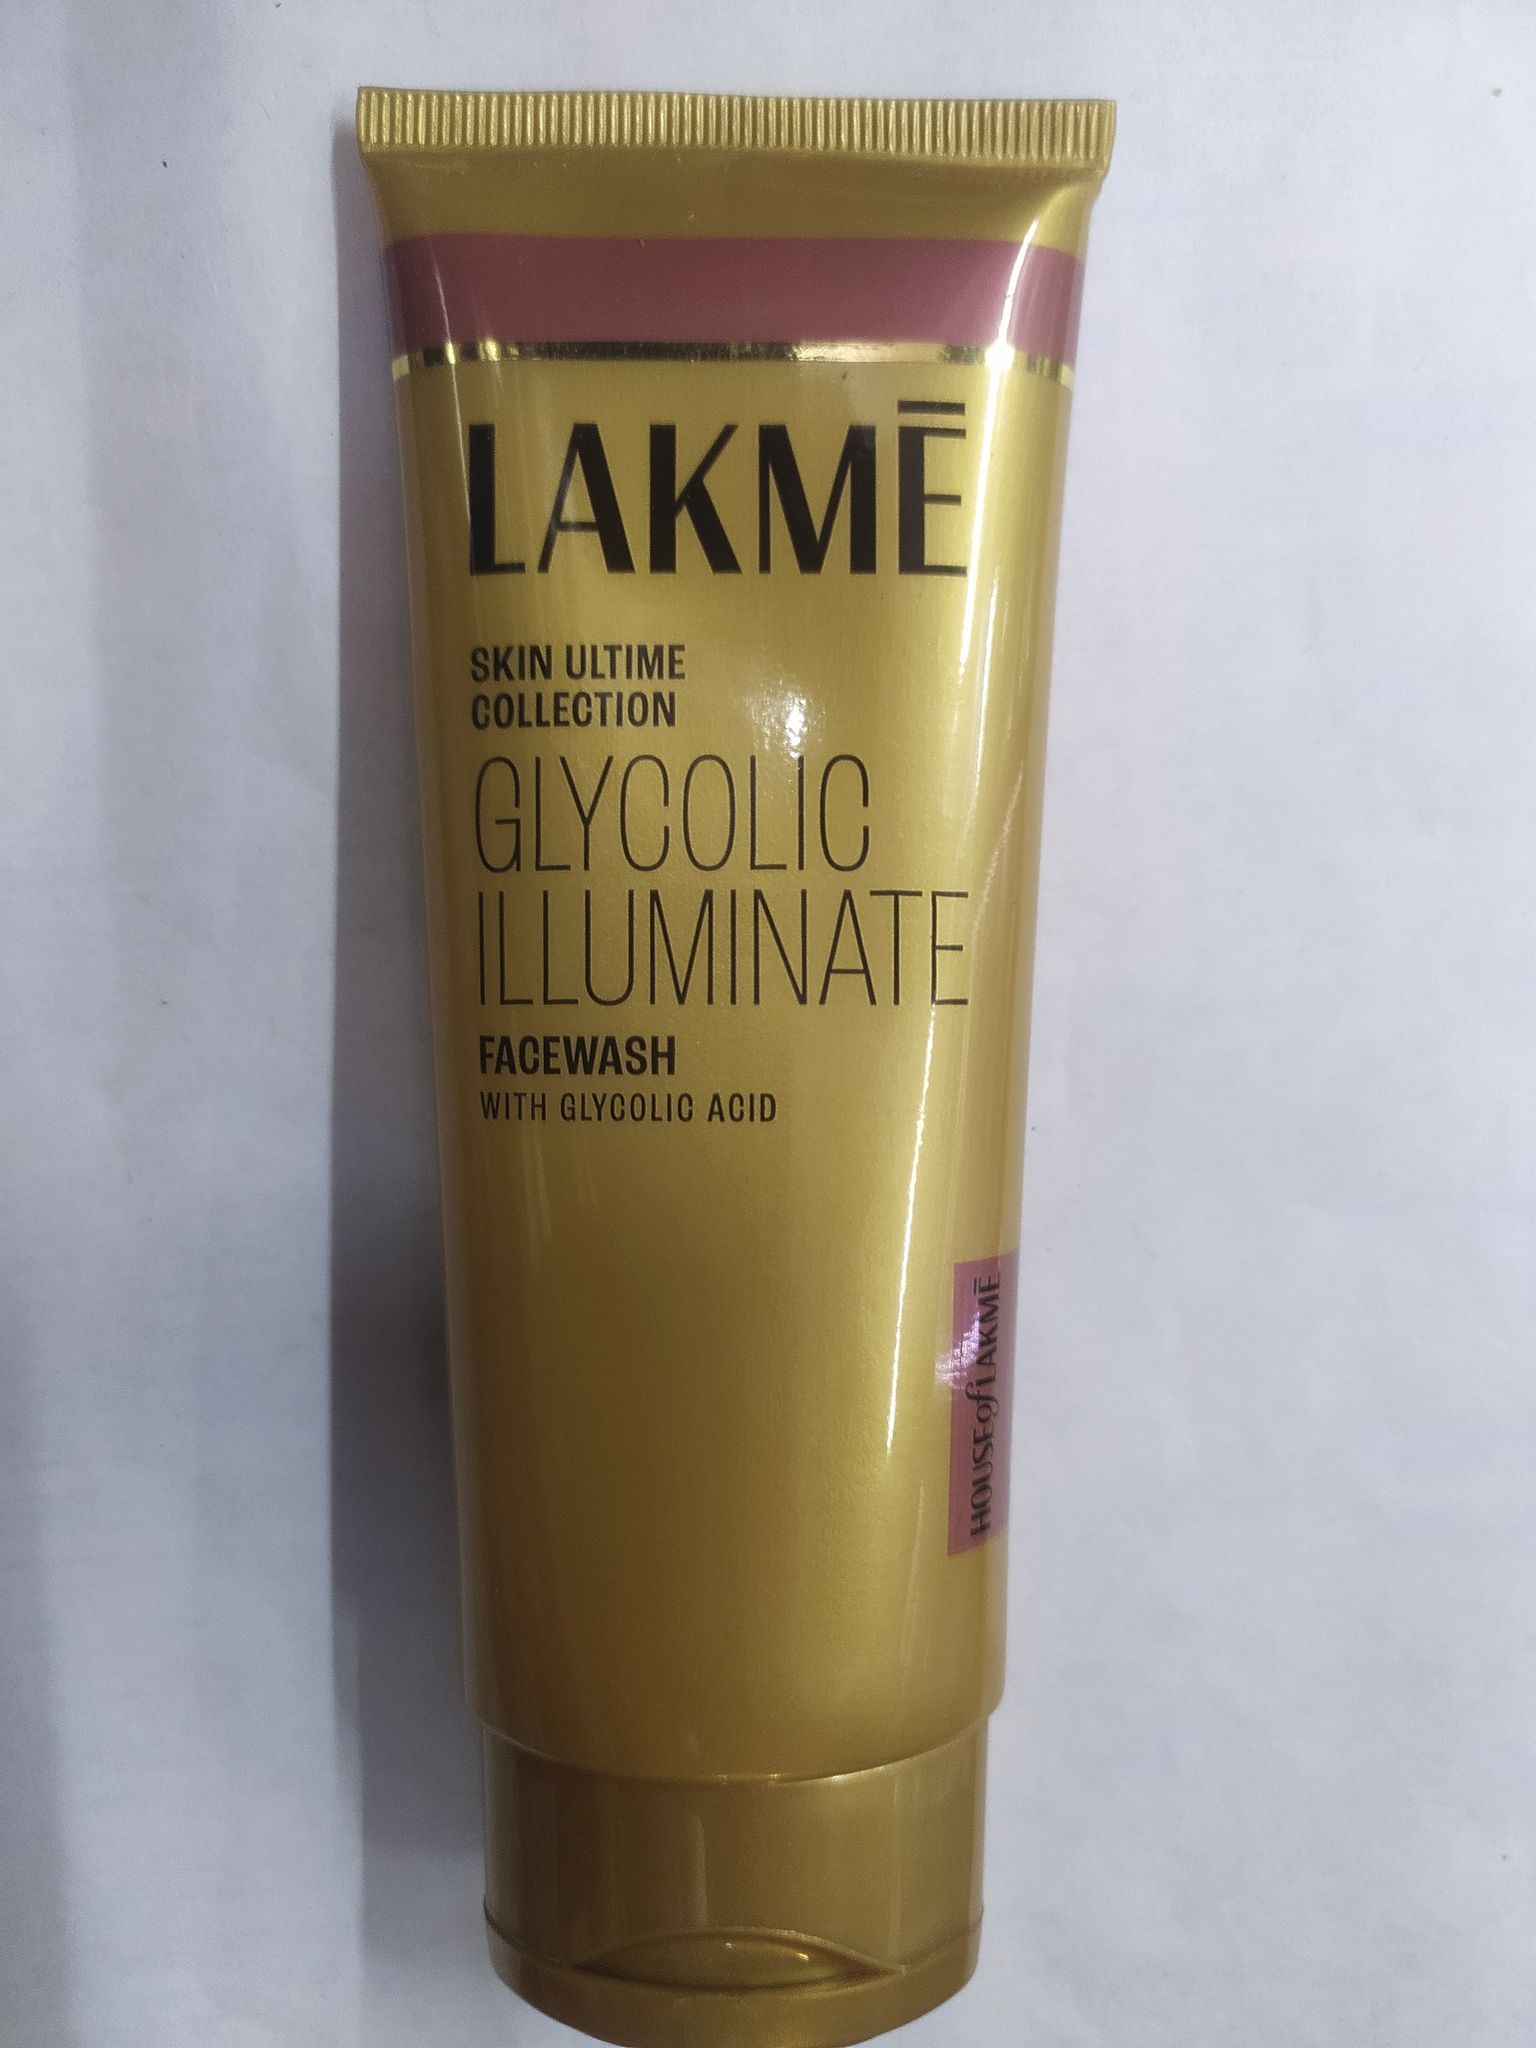 LAKMĒ
SKIN ULTIME
COLLECTION
GLYCOLIC
ILLUMINATE
FACEWASH
WITH GLYCOLIC ACID
HOUSE of LAKMĒ